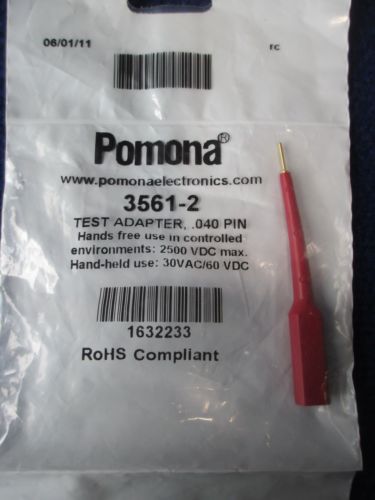 06/01/11 FC
Pomona®
www.pomonaelectronics.com
3561-2
TEST ADAPTER, .040 PIN
Hands free use in controlled
environments: 2500 VDC max.
Hand-held use: 30VAC/60 VDC
1632233
RoHS Compliant